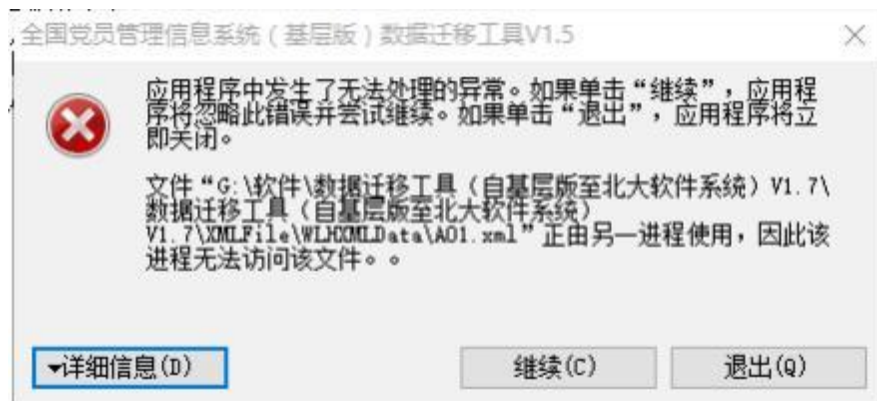 全国党员管理信息系统（基层版）数据迁移工具V1.5
应用程序中发生了无法处理的异常。如果单击“继续”，应用程
序将忽略此错误并尝试继续。如果单击“退出”，应用程序将立
即关闭。
文件“G:\软件\数据迁移工具（自基层版至北大软件系统）V1.7\
数据迁移工具（自基层版至北大软件系统）
V1.7\XMLFile\WLHXMLData\A01.xml”正由另一进程使用，因此该
进程无法访问该文件。。
详细信息(D)
继续(C)
退出(Q)